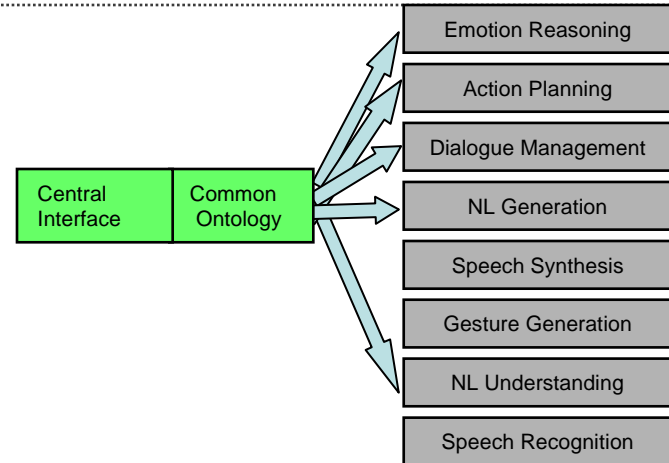 Emotion Reasoning
Action Planning
Dialogue Management
Central
Interface
Common
Ontology
NL Generation
Speech Synthesis
Gesture Generation
NL Understanding
Speech Recognition